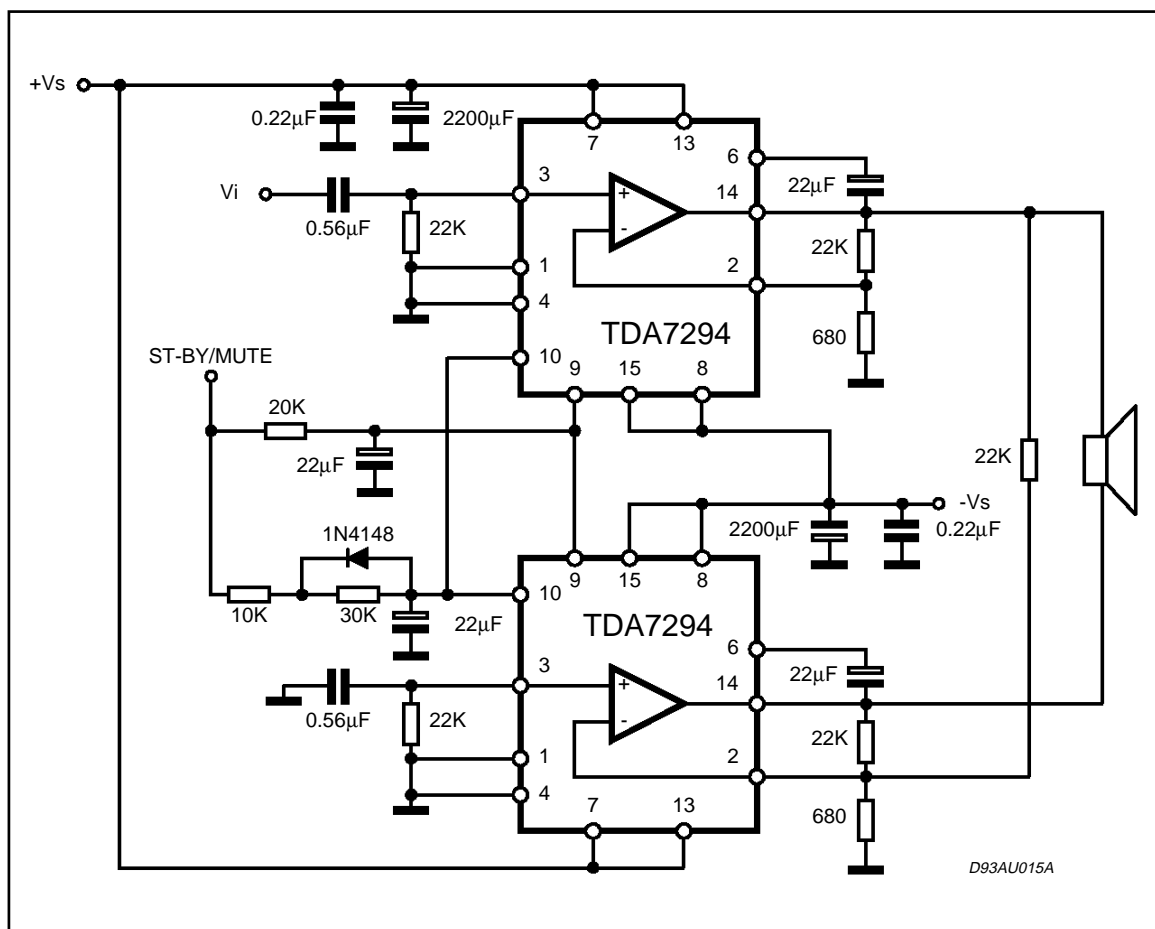 +Vs
0.22µF
2200µF
7
13
6
3
22µF
14
Vi
+
0.56µF
22K
-
22K
1
2
4
TDA7294
680
ST-BY/MUTE
10
9
15
8
20K
22µF
22K
-Vs
2200µF
0.22µF
1N4148
9
15
8
10
10K
30K
22µF
TDA7294
6
3
22µF
14
+
0.56µF
22K
-
22K
1
2
4
7
13
680
D93AU015A